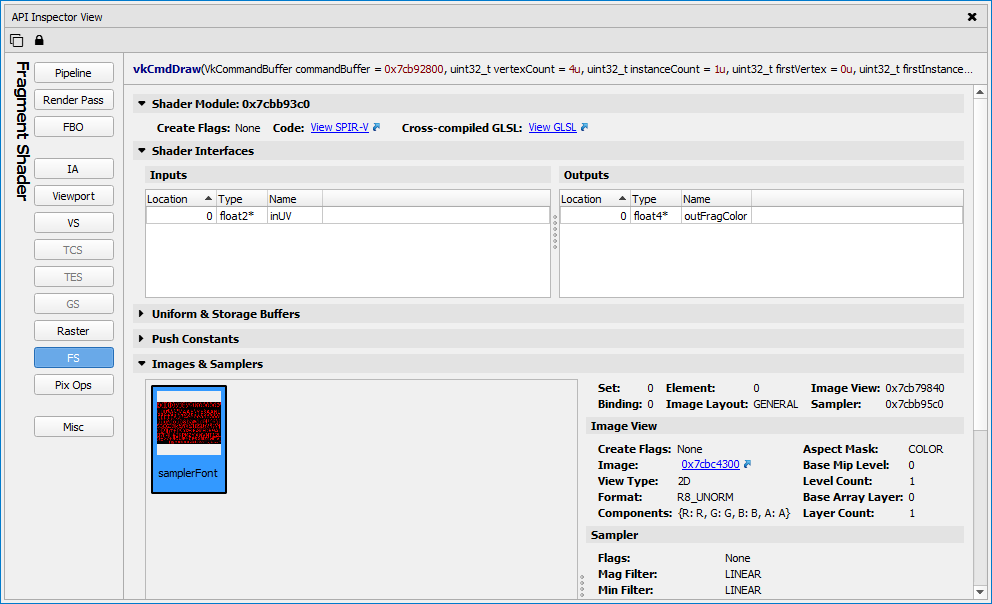 API Inspector View
Fragment Shader
Pipeline
Render Pass
FBO
IA
Viewport
VS
TCS
TES
GS
Raster
FS
Pix Ops
Misc
vkCmdDraw(VkCommandBuffer commandBuffer = 0x7cb92800, uint32_t vertexCount = 4u, uint32_t instanceCount = 1u, uint32_t firstVertex = 0u, uint32_t firstInstance...
Shader Module: 0x7cbb93c0
Create Flags: None Code: View SPIR-V Cross-compiled GLSL: View GLSL
Shader Interfaces
Inputs
Location Type Name
0 float2* inUV
Outputs
Location Type Name
0 float4* outFragColor
Uniform & Storage Buffers
Push Constants
Images & Samplers
samplerFont
Set: 0 Element: 0 Image View: 0x7cb79840
Binding: 0 Image Layout: GENERAL Sampler: 0x7cbb95c0
Image View
Create Flags: None Aspect Mask: COLOR
Image: 0x7cbc4300 Base Mip Level: 0
View Type: 2D Level Count: 1
Format: R8_UNORM Base Array Layer: 0
Components: {R: R, G: G, B: B, A: A} Layer Count: 1
Sampler
Flags: None
Mag Filter: LINEAR
Min Filter: LINEAR